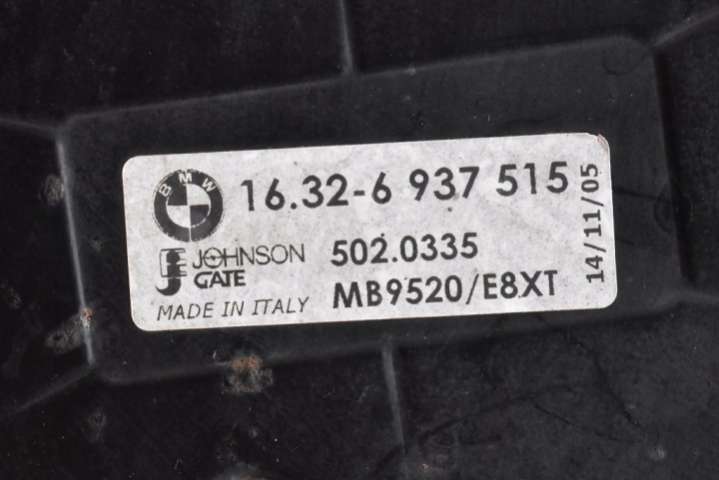 BMW
16.32-6 937 515
JOHNSON
GATE
502.0335
MADE IN ITALY
MB9520/E8XT
14/11/05